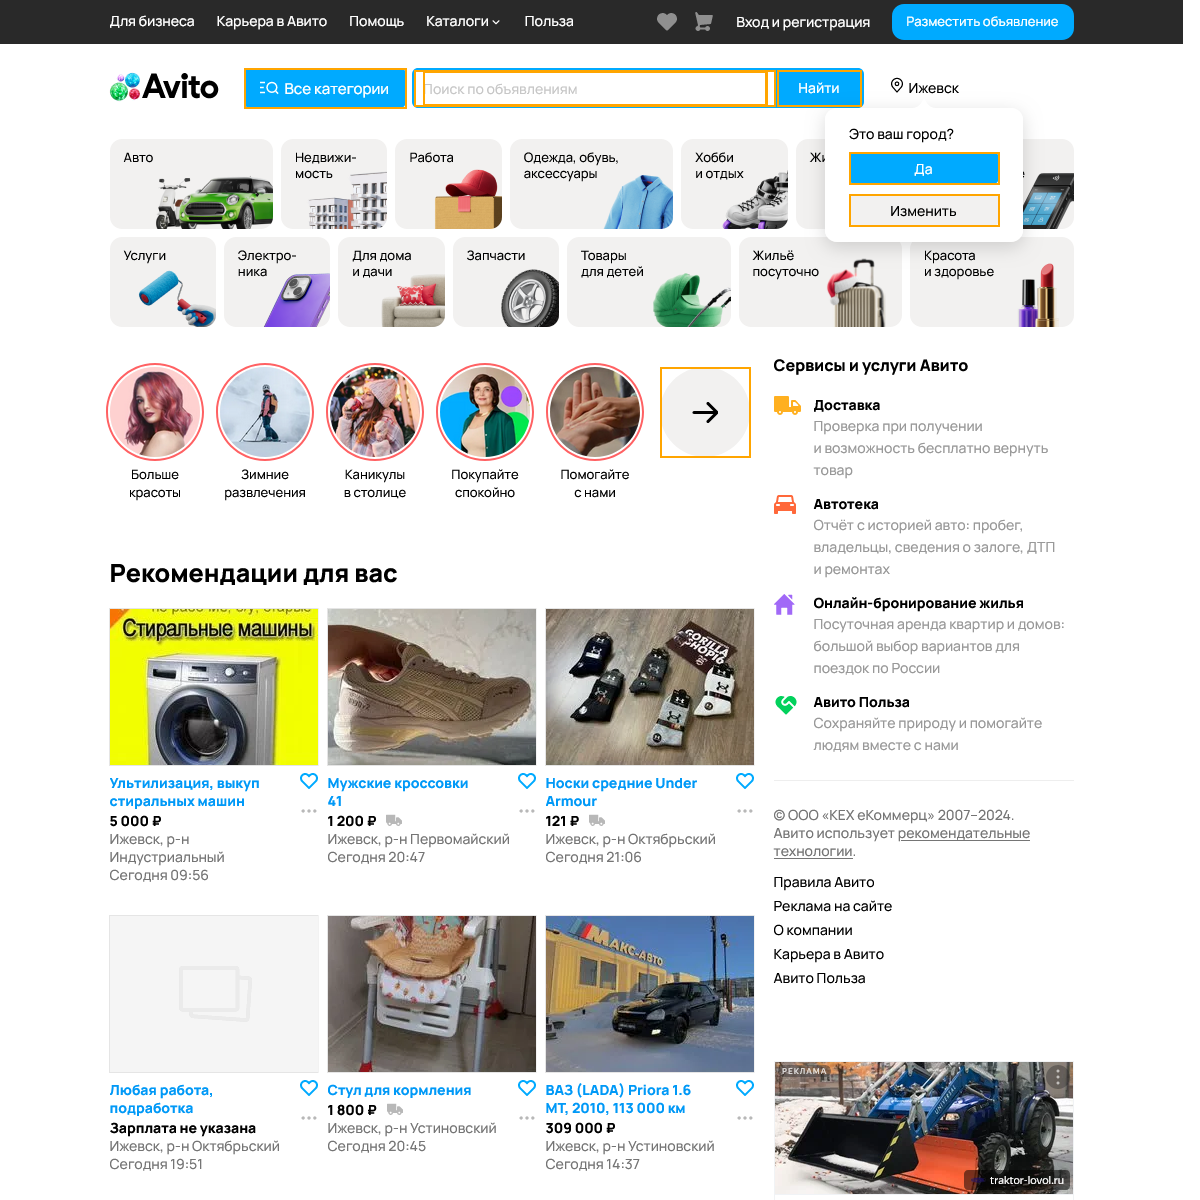 Для бизнеса
Карьера в Авито
Помощь
Каталоги
Польза
Вход и регистрация
Разместить объявление
Avito
Все категории
Поиск по объявлениям
Найти
Ижевск
Это ваш город?
Да
Изменить
Авто
Недвижи-
мость
Работа
Одежда, обувь,
аксессуары
Хобби
и отдых
Услуги
Электро-
ника
Для дома
и дачи
Запчасти
Товары
для детей
Жильё
посуточно
Красота
и здоровье
Больше
красоты
Зимние
развлечения
Каникулы
в столице
Покупайте
спокойно
Помогайте
с нами
Сервисы и услуги Авито
Доставка
Проверка при получении
и возможность бесплатно вернуть
товар
Автотека
Отчёт с историей авто: пробег,
владельцы, сведения о залоге, ДТП
и ремонтах
Онлайн-бронирование жилья
Посуточная аренда квартир и домов:
большой выбор вариантов для
поездок по России
Авито Польза
Сохраняйте природу и помогайте
людям вместе с нами
Рекомендации для вас
Стиральные машины
GORILLA
SHOP18
Ультилизация, выкуп
стиральных машин
5 000 ₽
Ижевск, р-н
Индустриальный
Сегодня 09:56
Мужские кроссовки
41
1 200 ₽
Ижевск, р-н Первомайский
Сегодня 20:47
Носки средние Under
Armour
121 ₽
Ижевск, р-н Октябрьский
Сегодня 21:06
© ООО «КЕХ еКоммерц» 2007–2024.
Авито использует рекомендательные
технологии.
Правила Авито
Реклама на сайте
О компании
Карьера в Авито
Авито Польза
МАКС-АВТО
Любая работа,
подработка
Зарплата не указана
Ижевск, р-н Октябрьский
Сегодня 19:51
Стул для кормления
1 800 ₽
Ижевск, р-н Устиновский
Сегодня 20:45
ВАЗ (LADA) Priora 1.6
МТ, 2010, 113 000 км
309 000 ₽
Ижевск, р-н Устиновский
Сегодня 14:37
РЕКЛАМА
traktor-lovol.ru